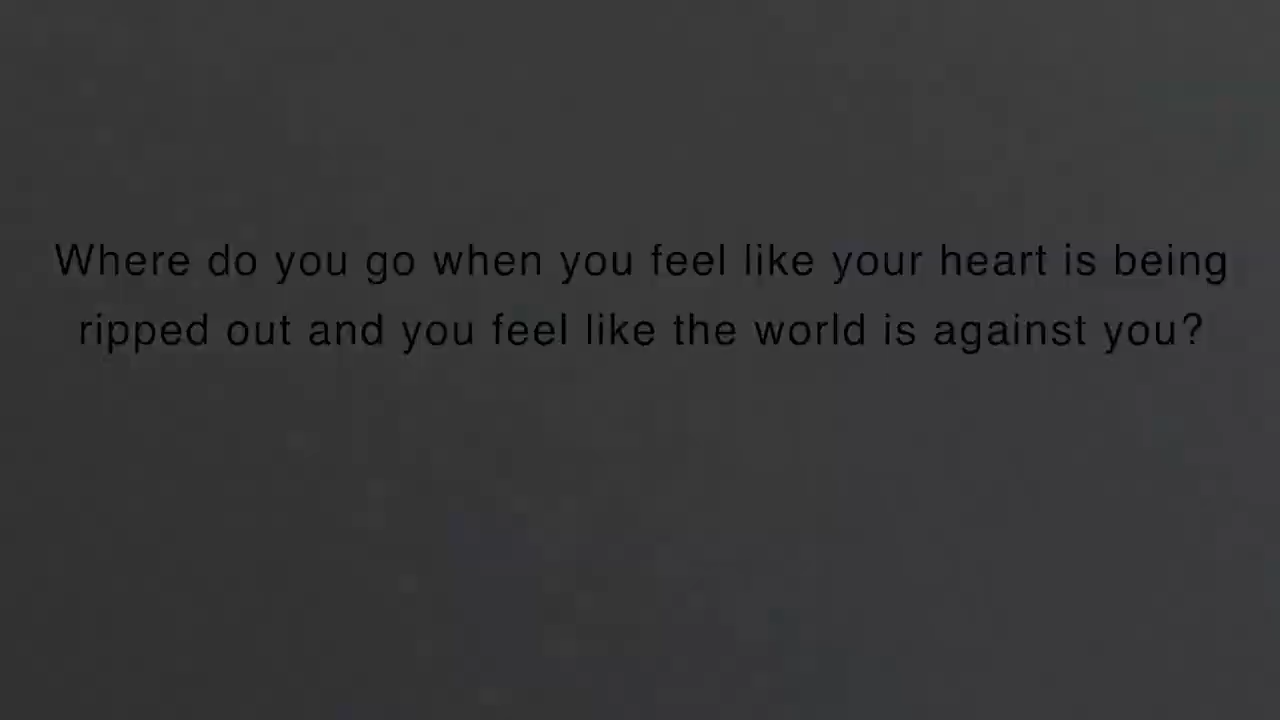 Where do you go when you feel like your heart is being
ripped out and you feel like the world is against you?